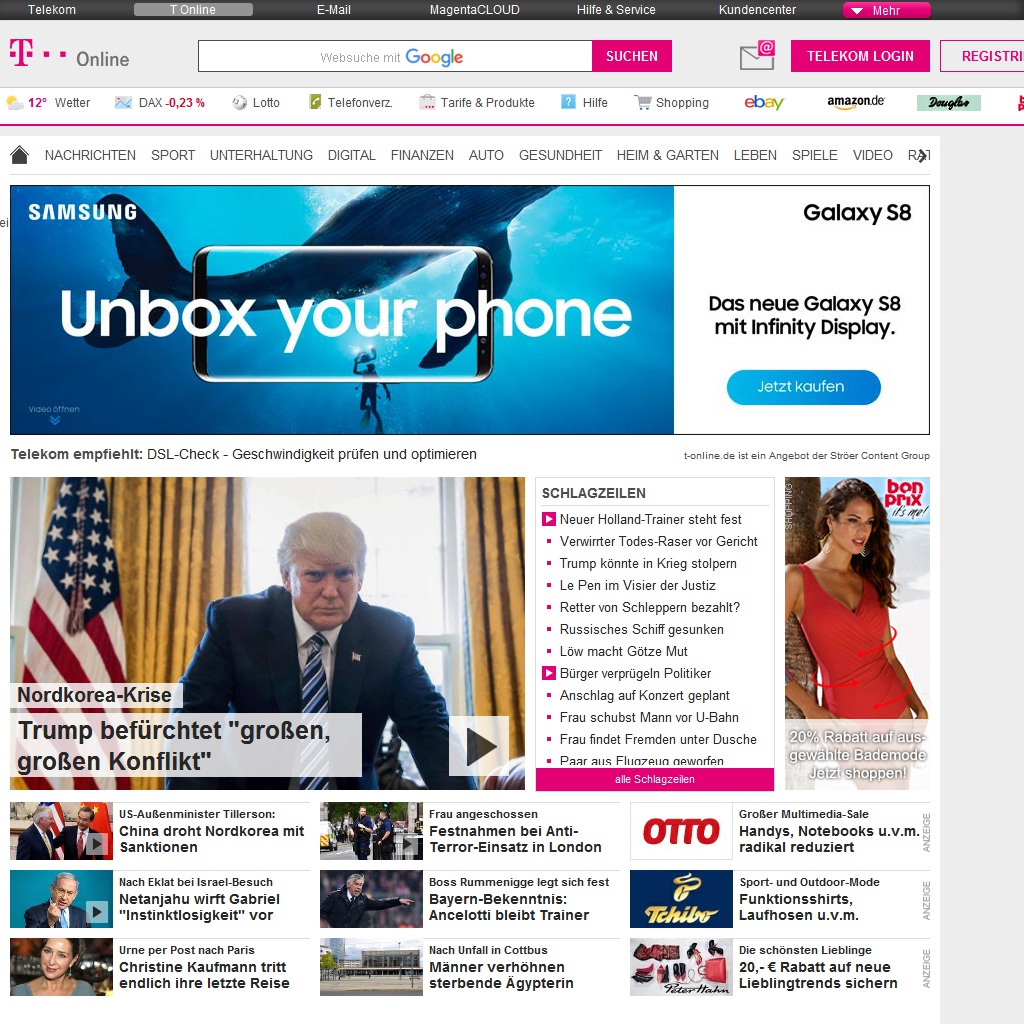 Telekom
T Online
E-Mail
MagentaCLOUD
Hilfe & Service
Kundencenter
Mehr
T Online
Websuche mit Google
SUCHEN
@
TELEKOM LOGIN
REGISTRI
12° Wetter
DAX -0,23 %
Lotto
Telefonverz.
Tarife & Produkte
Hilfe
Shopping
ebay
amazon.de
Douglas
NACHRICHTEN
SPORT
UNTERHALTUNG
DIGITAL
FINANZEN
AUTO
GESUNDHEIT
HEIM & GARTEN
LEBEN
SPIELE
VIDEO
RAT
ei
SAMSUNG
Galaxy S8
Unbox your phone
Das neue Galaxy S8
mit Infinity Display.
Jetzt kaufen
Video öffnen
Telekom empfiehlt: DSL-Check - Geschwindigkeit prüfen und optimieren
t-online.de ist ein Angebot der Ströer Content Group
Nordkorea-Krise
Trump befürchtet "großen,
großen Konflikt"
SCHLAGZEILEN
Neuer Holland-Trainer steht fest
Verwirrter Todes-Raser vor Gericht
Trump könnte in Krieg stolpern
Le Pen im Visier der Justiz
Retter von Schleppern bezahlt?
Russisches Schiff gesunken
Löw macht Götze Mut
Bürger verprügeln Politiker
Anschlag auf Konzert geplant
Frau schubst Mann vor U-Bahn
Frau findet Fremden unter Dusche
Paar aus Flugzeug geworfen
alle Schlagzeilen
SHOPPING
bon
prix
it's me!
20% Rabatt auf aus-
gewählte Bademode
Jetzt shoppen!
US-Außenminister Tillerson:
China droht Nordkorea mit
Sanktionen
Frau angeschossen
Festnahmen bei Anti-
Terror-Einsatz in London
OTTO
Großer Multimedia-Sale
Handys, Notebooks u.v.m.
radikal reduziert
ANZEIGE
Nach Eklat bei Israel-Besuch
Netanjahu wirft Gabriel
"Instinktlosigkeit" vor
Boss Rummenigge legt sich fest
Bayern-Bekenntnis:
Ancelotti bleibt Trainer
Tchibo
Sport- und Outdoor-Mode
Funktionsshirts,
Laufhosen u.v.m.
ANZEIGE
Urne per Post nach Paris
Christine Kaufmann tritt
endlich ihre letzte Reise
Nach Unfall in Cottbus
Männer verhöhnen
sterbende Ägypterin
Peter Hahn
Die schönsten Lieblinge
20,- € Rabatt auf neue
Lieblingtrends sichern
ANZEIGE